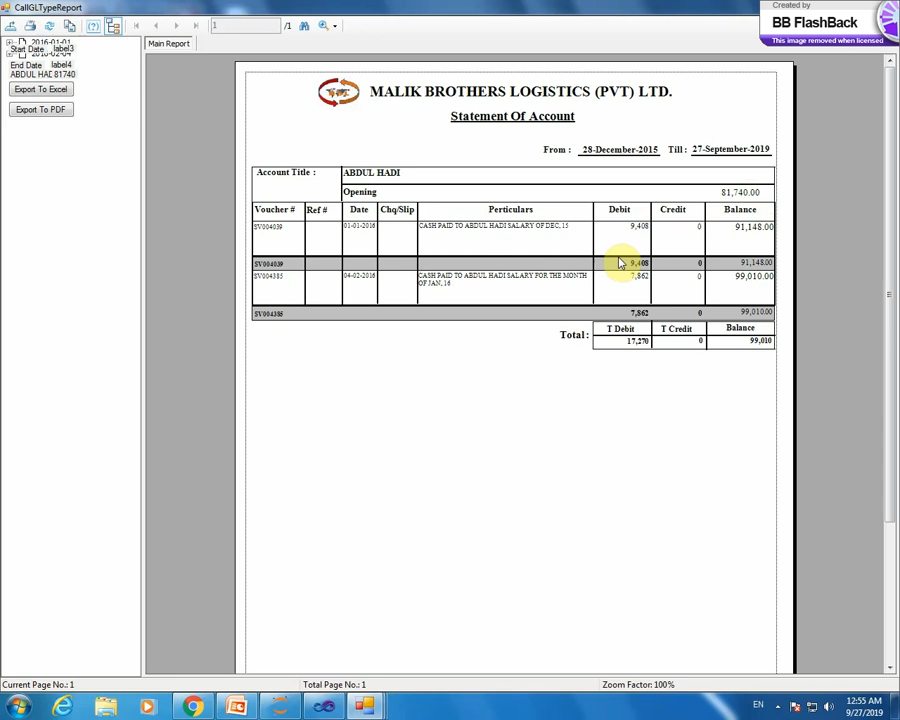 CallGLTypeReport
Created by
BB FlashBack
This image removed when licensed
1 /1
Main Report
2016-01-01
Start Date label3
End Date label4
ABDUL HAD 81740
Export To Excel
Export To PDF
MALIK BROTHERS LOGISTICS (PVT) LTD.
Statement Of Account
From : 28-December-2015 Till : 27-September-2019
Account Title : ABDUL HADI
Opening 81,740.00
Voucher # Ref # Date Chq/Slip Perticulars Debit Credit Balance
SV004039 01-01-2016 CASH PAID TO ABDUL HADI SALARY OF DEC, 15 9,408 0 91,148.00
SV004039 9,408 0 91,148.00
SV004385 04-02-2016 CASH PAID TO ABDUL HADI SALARY FOR THE MONTH 7,862 0 99,010.00
OF JAN, 16
SV004385 7,862 0 99,010.00
Total: T Debit T Credit Balance
17,270 0 99,010
Current Page No.: 1 Total Page No.: 1 Zoom Factor: 100%
EN 12:55 AM
9/27/2019